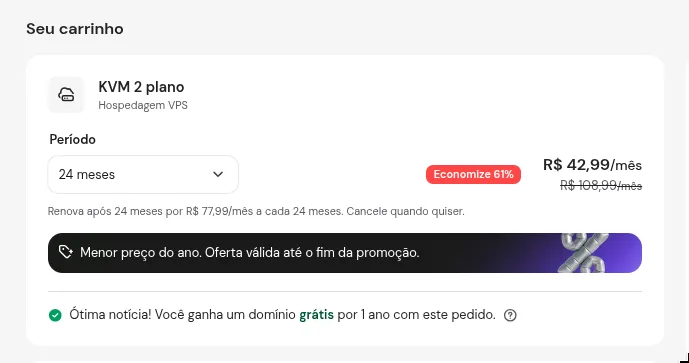 Seu carrinho
KVM 2 plano
Hospedagem VPS
Período
24 meses
Economize 61%
R$ 42,99/mês
R$ 108,99/mês
Renova após 24 meses por R$ 77,99/mês a cada 24 meses. Cancele quando quiser.
Menor preço do ano. Oferta válida até o fim da promoção.
Ótima notícia! Você ganha um domínio grátis por 1 ano com este pedido.